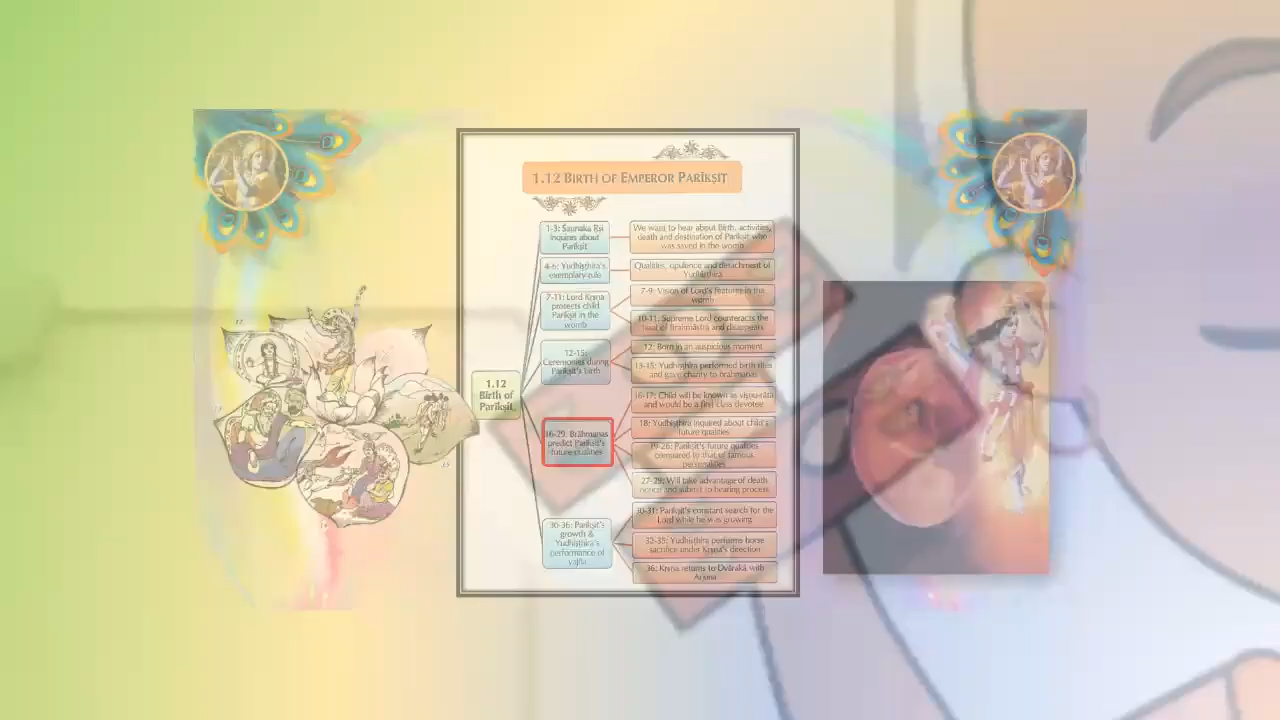 1.12 BIRTH OF EMPEROR PARĪKṢIT
1-3: Śaunaka Ṛṣi
inquires about
Parīkṣit
We want to hear about Birth, activities,
death and destination of Parīkṣit who
was saved in the womb
4-6: Yudhiṣṭhira's
exemplary rule
Qualities, opulence and detachment of
Yudhiṣṭhira
7-11: Lord Kṛṣṇa
protects child
Parīkṣit in the
womb
7-9: Vision of Lord's features in the
womb
10-11: Supreme Lord counteracts the
heat of Brahmāstra and disappears
12-15:
Ceremonies during
Parīkṣit's birth
12: Born in an auspicious moment
13-15: Yudhiṣṭhira performed birth rites
and gave charity to brāhmaṇas
1.12
Birth of
Parīkṣit
16-29: Brāhmaṇas
predict Parīkṣit's
future qualities
16-17: Child will be known as viṣṇu-rāta
and would be a first class devotee
18: Yudhiṣṭhira inquired about child's
future qualities
19-26: Parīkṣit's future qualities
compared to that of famous
personalities
27-29: Will take advantage of death
and submit to hearing process
30-36: Parīkṣit's
growth &
Yudhiṣṭhira's
performance of
yajña
30-31: Parīkṣit's constant search for the
Lord while he was growing
32-35: Yudhiṣṭhira performs horse
sacrifice under Kṛṣṇa's direction
36: Kṛṣṇa returns to Dvārakā with
Arjuna